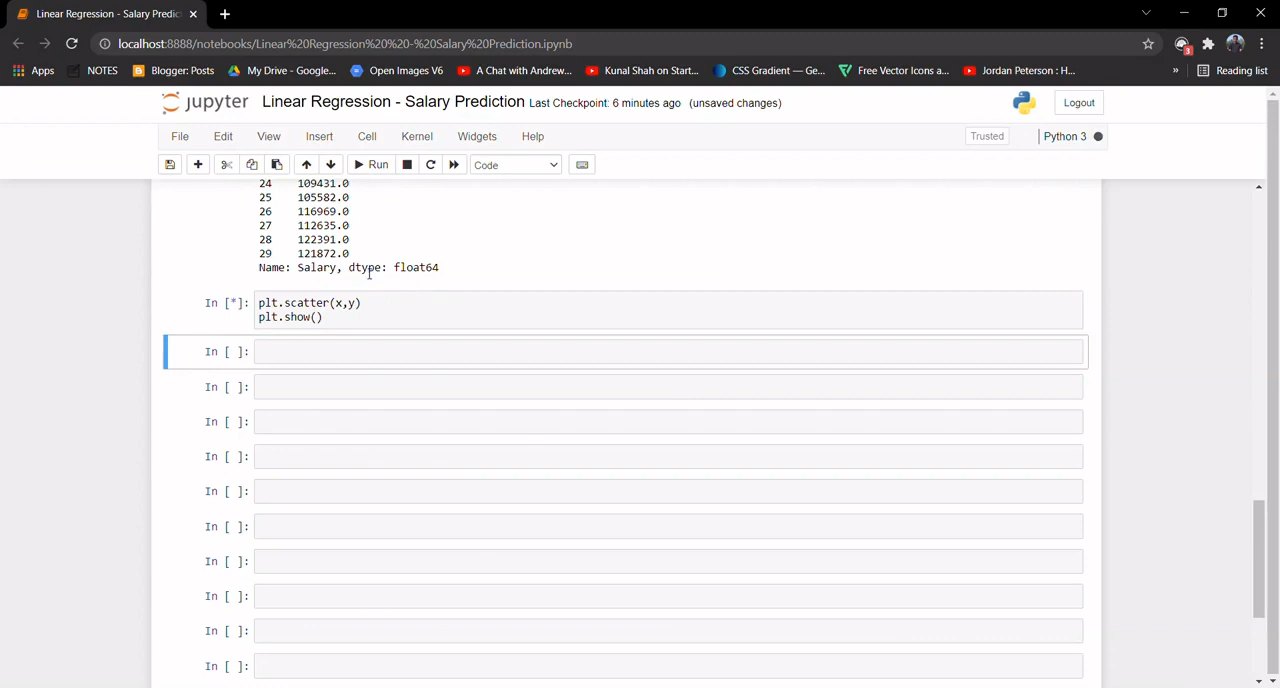 Linear Regression - Salary Predic
localhost:8888/notebooks/Linear%20Regression%20%20-%20Salary%20Prediction.ipynb
3
Apps NOTES Blogger: Posts My Drive - Google... Open Images V6 A Chat with Andrew... Kunal Shah on Start... CSS Gradient — Ge... Free Vector Icons a... Jordan Peterson : H... » Reading list
jupyter Linear Regression - Salary Prediction Last Checkpoint: 6 minutes ago (unsaved changes) Logout
File Edit View Insert Cell Kernel Widgets Help Trusted Python 3
Run Code
24 109431.0
25 105582.0
26 116969.0
27 112635.0
28 122391.0
29 121872.0
Name: Salary, dtype: float64
In [*]: plt.scatter(x,y)
plt.show()
In [ ]:
In [ ]:
In [ ]:
In [ ]:
In [ ]:
In [ ]:
In [ ]:
In [ ]:
In [ ]:
In [ ]: